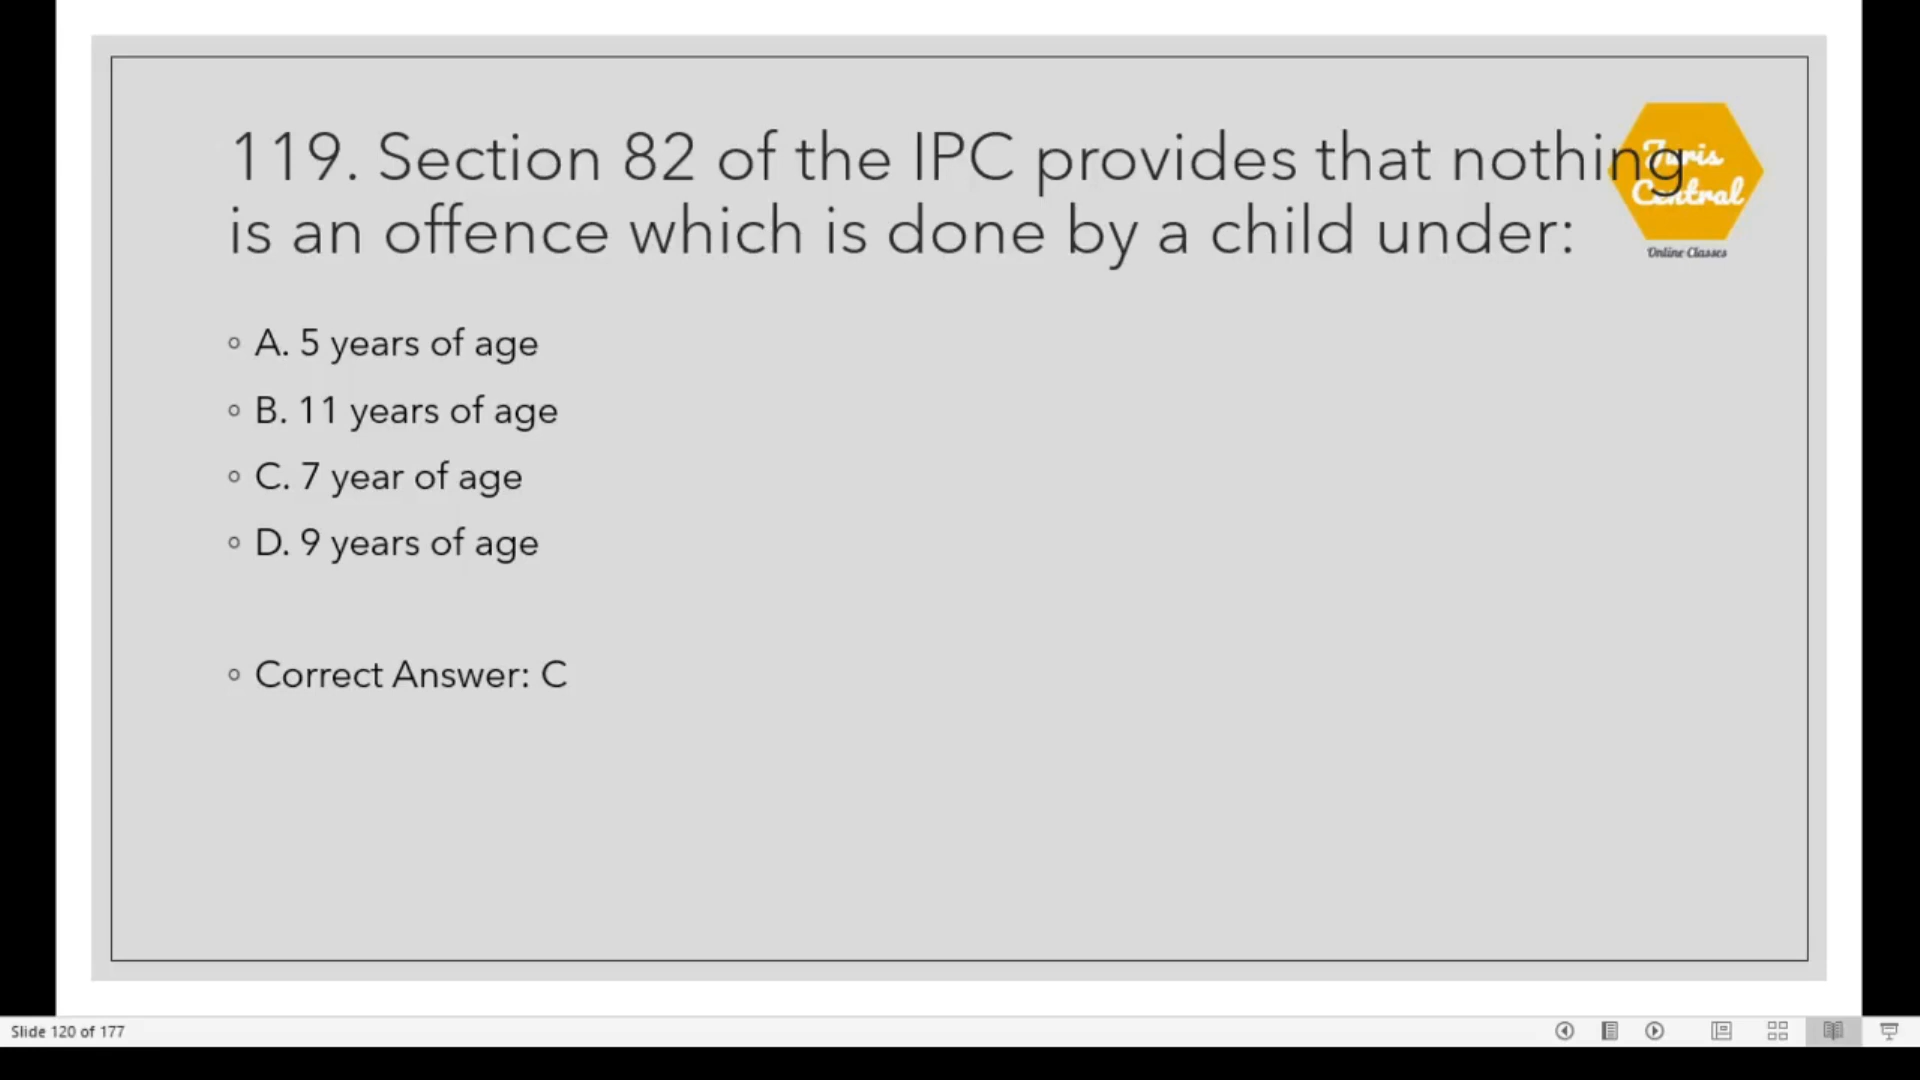 119. Section 82 of the IPC provides that nothing
is an offence which is done by a child under:
Juris
Central
Online Classes
◦ A. 5 years of age
◦ B. 11 years of age
◦ C. 7 year of age
◦ D. 9 years of age
◦ Correct Answer: C
Slide 120 of 177